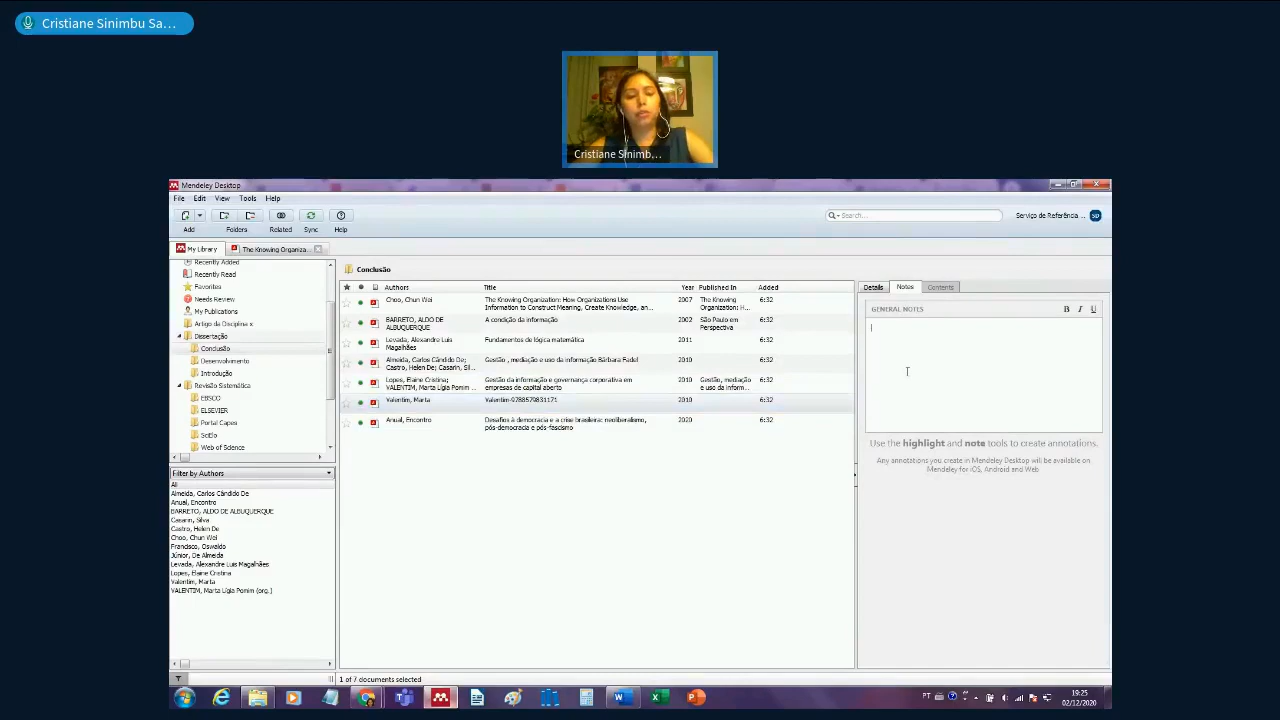 Cristiane Sinimbu Sa...
Cristiane Sinimb...
Mendeley Desktop
File Edit View Tools Help
Search...
Serviço de Referência ... SD
Add Folders Related Sync Help
My Library The Knowing Organiza...
Recently Added
Recently Read
Favorites
Needs Review
My Publications
Artigo da Disciplina x
Dissertação
Conclusão
Desenvolvimento
Introdução
Revisão Sistemática
EBSCO
ELSEVIER
Portal Capes
SciElo
Web of Science
Filter by Authors
All
Almeida, Carlos Cândido De
Anual, Encontro
BARRETO, ALDO DE ALBUQUERQUE
Casarin, Silva
Castro, Helen De
Choo, Chun Wei
Francisco, Oswaldo
Júnior, De Almeida
Levada, Alexandre Luis Magalhães
Lopes, Elaine Cristina
Valentim, Marta
VALENTIM, Marta Lígia Pomim (org.)
Conclusão
Authors Title Year Published In Added
Choo, Chun Wei The Knowing Organization: How Organizations Use 2007 The Knowing 6:32
Information to Construct Meaning, Create Knowledge, an... Organization: H...
BARRETO, ALDO DE A condição da informação 2002 São Paulo em 6:32
ALBUQUERQUE Perspectiva
Levada, Alexandre Luis Fundamentos de lógica matemática 2011 6:32
Magalhães
Almeida, Carlos Cândido De; Gestão , mediação e uso da informação Bárbara Fadel 2010 6:32
Castro, Helen De; Casarin, Sil...
Lopes, Elaine Cristina; Gestão da informação e governança corporativa em 2010 Gestão, mediação 6:32
VALENTIM, Marta Lígia Pomim ... empresas de capital aberto e uso da inform...
Valentim, Marta Valentim-9788579831171 2010 6:32
Anual, Encontro Desafios à democracia e a crise brasileira: neoliberalismo, 2020 6:32
pós-democracia e pós-fascismo
Details Notes Contents
GENERAL NOTES B I U
Use the highlight and note tools to create annotations.
Any annotations you create in Mendeley Desktop will be available on
Mendeley for iOS, Android and Web
1 of 7 documents selected
PT
19:25
02/12/2020